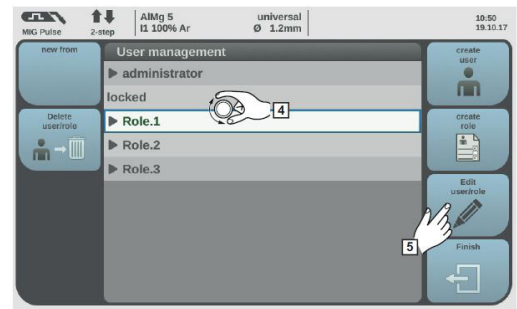 MIG Pulse
2-step
AlMg 5
I1 100% Ar
universal
Ø 1.2mm
10:50
19.10.17
new from
Delete
user/role
User management
administrator
locked
Role.1
Role.2
Role.3
4
create
user
create
role
Edit
user/role
5
Finish